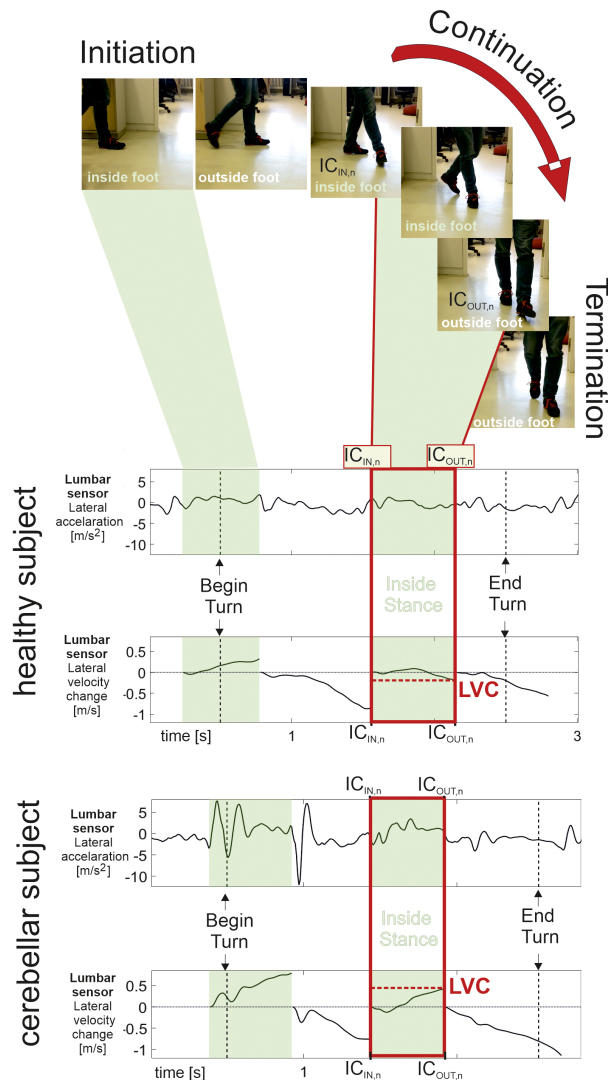 Initiation
Continuation
Termination
inside foot
outside foot
IC_IN,n
inside foot
inside foot
IC_OUT,n
outside foot
outside foot
healthy subject
IC_IN,n
IC_OUT,n
Lumbar
sensor
Lateral
accelaration
[m/s²]
5
0
-5
-10
Begin
Turn
Inside
Stance
End
Turn
Lumbar
sensor
Lateral
velocity
change
[m/s]
0.5
0
-0.5
-1
LVC
time [s]
1
IC_IN,n
IC_OUT,n
3
cerebellar subject
IC_IN,n
IC_OUT,n
Lumbar
sensor
Lateral
accelaration
[m/s²]
5
0
-5
-10
Begin
Turn
Inside
Stance
End
Turn
Lumbar
sensor
Lateral
velocity
change
[m/s]
0.5
0
-0.5
-1
LVC
time [s]
1
IC_IN,n
IC_OUT,n